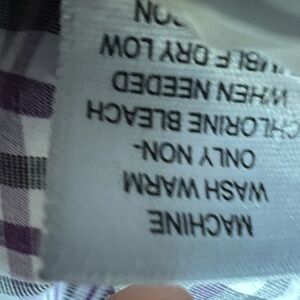 MACHINE
WASH WARM
ONLY NON-
CHLORINE BLEACH
WHEN NEEDED
DRY LOW